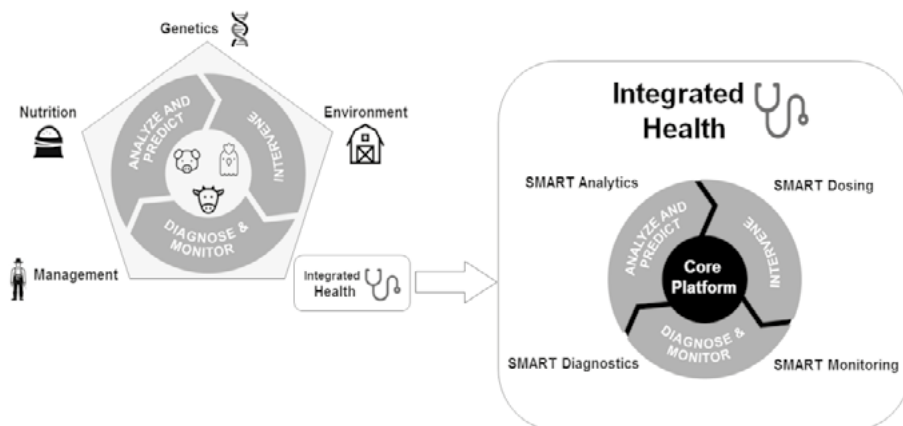 Genetics
Nutrition
Environment
ANALYZE AND
PREDICT
INTERVENE
DIAGNOSE &
MONITOR
Management
Integrated
Health
Integrated
Health
SMART Analytics
SMART Dosing
ANALYZE AND
PREDICT
INTERVENE
Core
Platform
DIAGNOSE &
MONITOR
SMART Diagnostics
SMART Monitoring